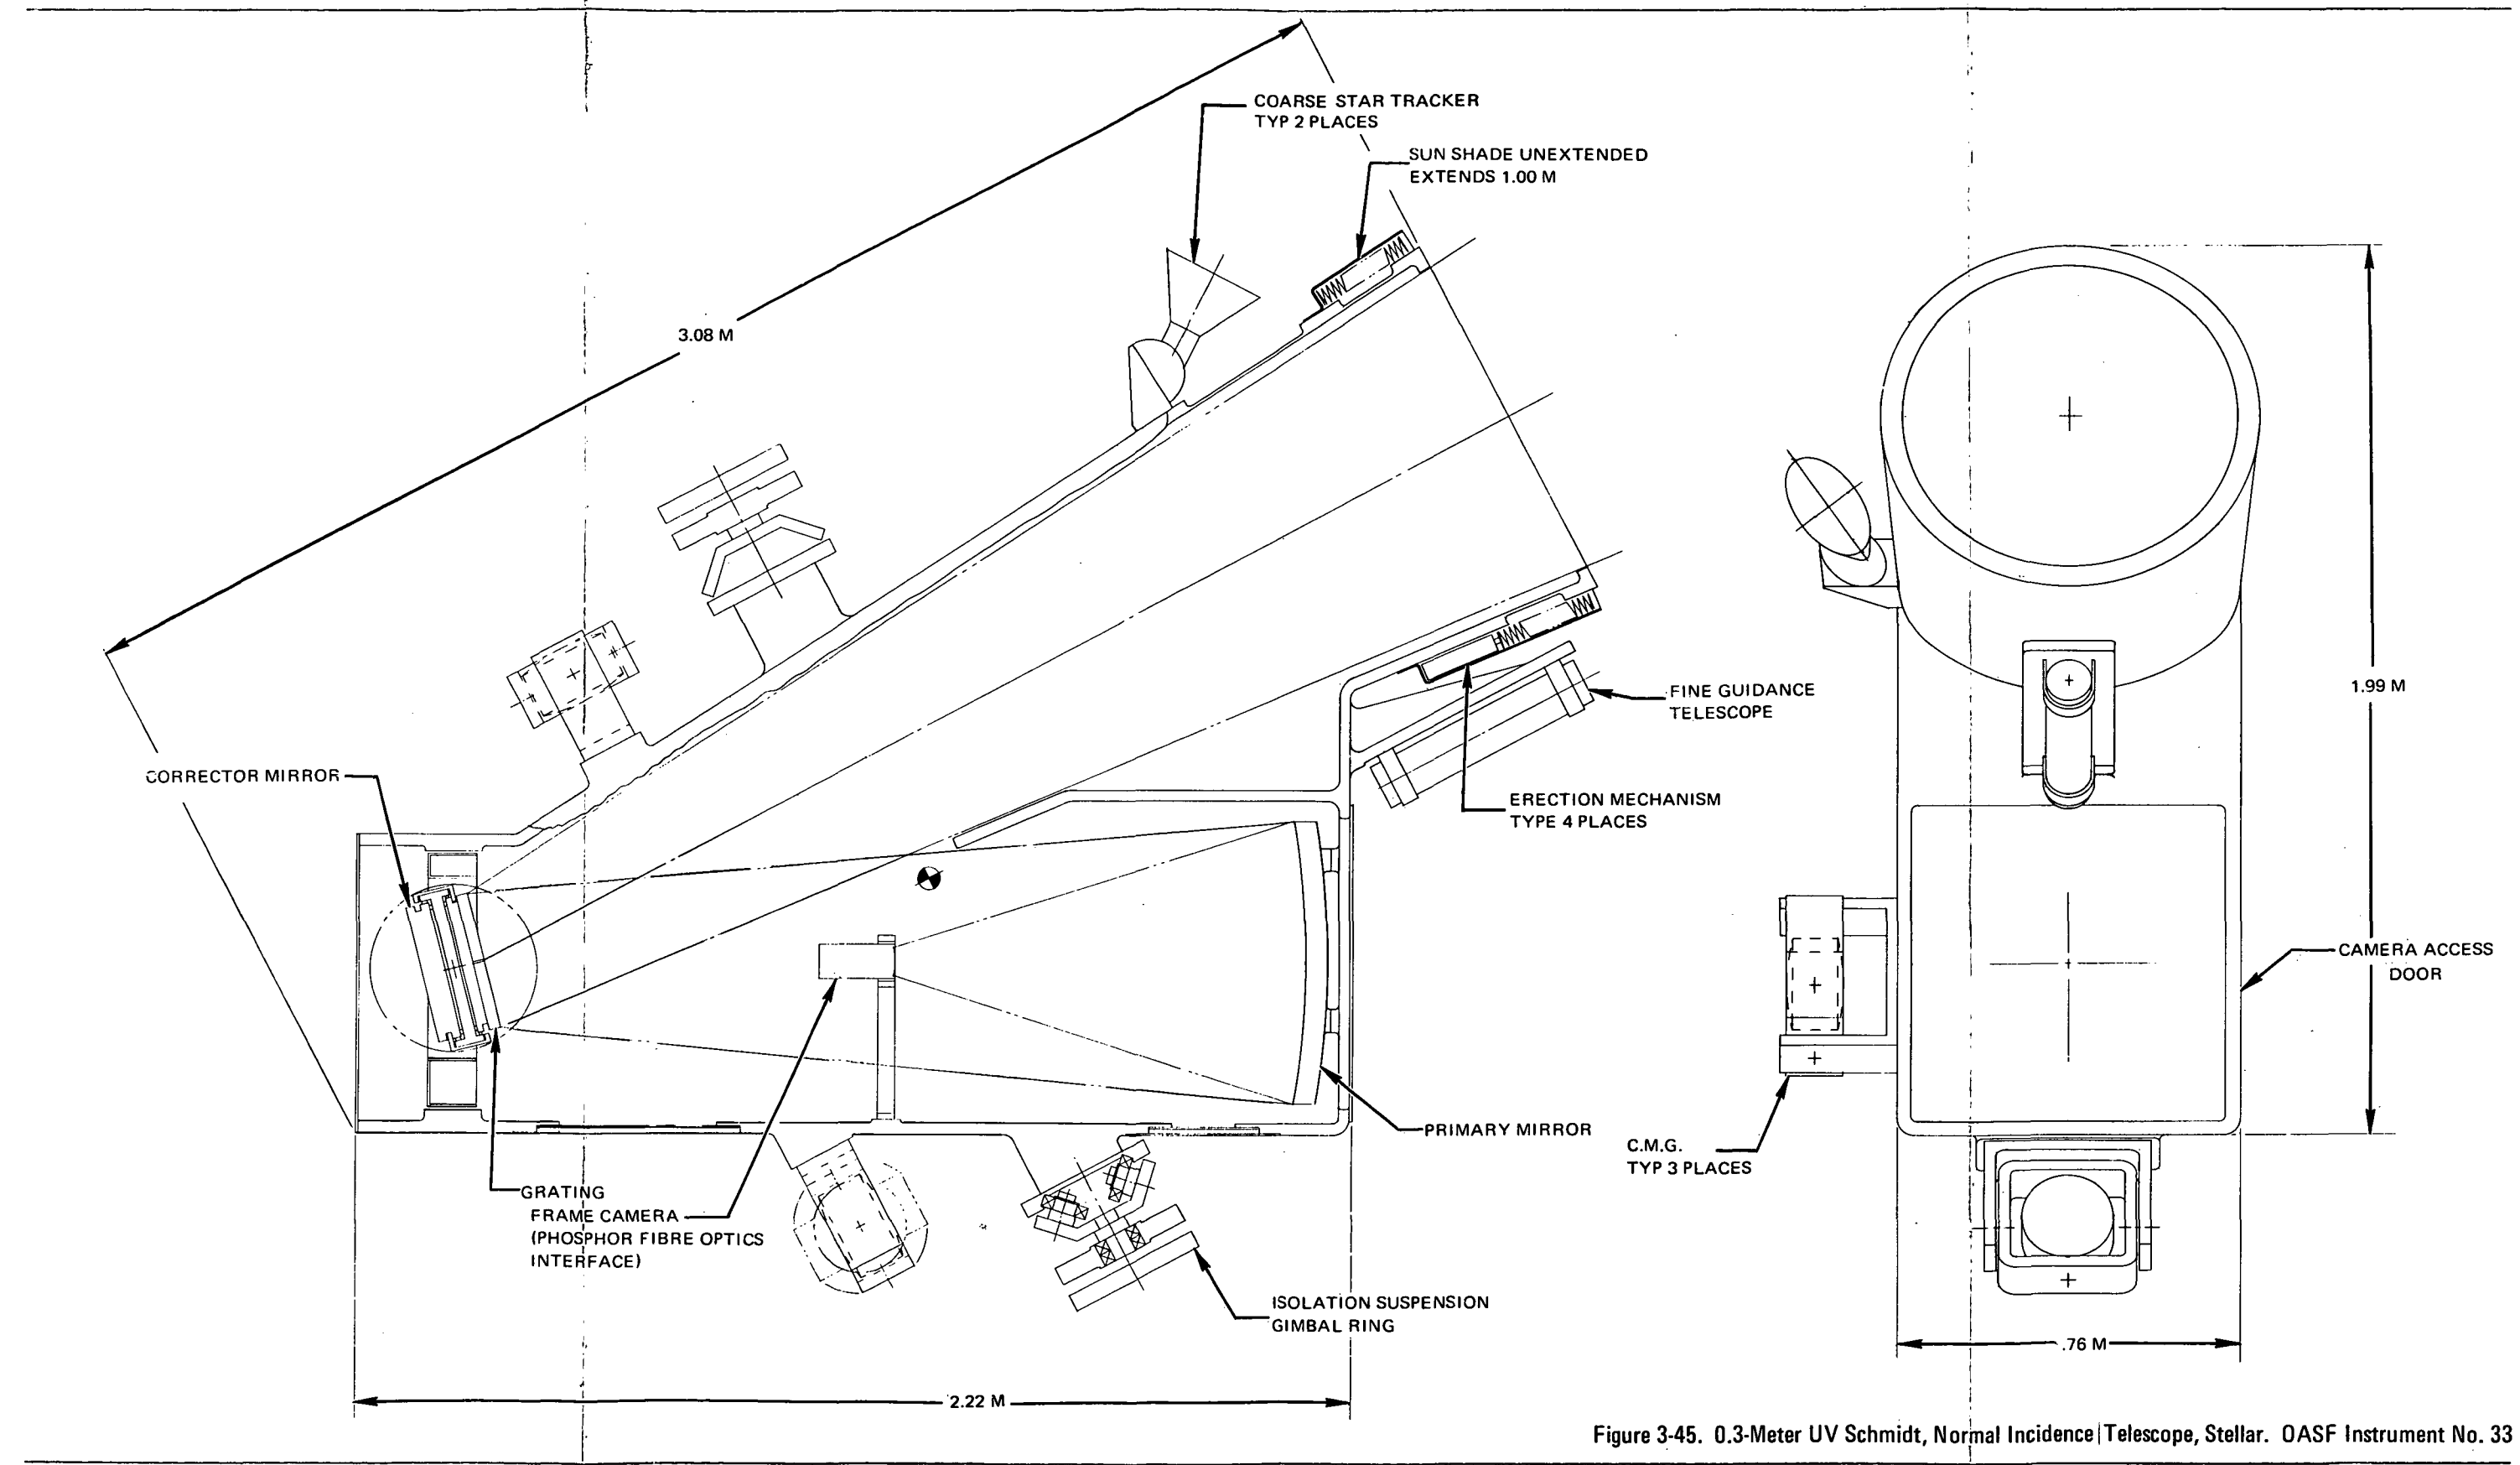 COARSE STAR TRACKER
TYP 2 PLACES
SUN SHADE UNEXTENDED
EXTENDS 1.00 M
3.08 M
FINE GUIDANCE
TELESCOPE
1.99 M
CORRECTOR MIRROR
ERECTION MECHANISM
TYPE 4 PLACES
CAMERA ACCESS
DOOR
PRIMARY MIRROR
C.M.G.
TYP 3 PLACES
GRATING
FRAME CAMERA
(PHOSPHOR FIBRE OPTICS
INTERFACE)
ISOLATION SUSPENSION
GIMBAL RING
.76 M
2.22 M
Figure 3-45. 0.3-Meter UV Schmidt, Normal Incidence Telescope, Stellar. OASF Instrument No. 33